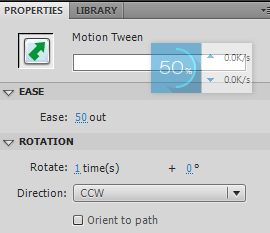 PROPERTIES LIBRARY
Motion Tween
50% 0.0K/s
0.0K/s
EASE
Ease: 50 out
ROTATION
Rotate: 1 time(s) + 0°
Direction: CCW
Orient to path